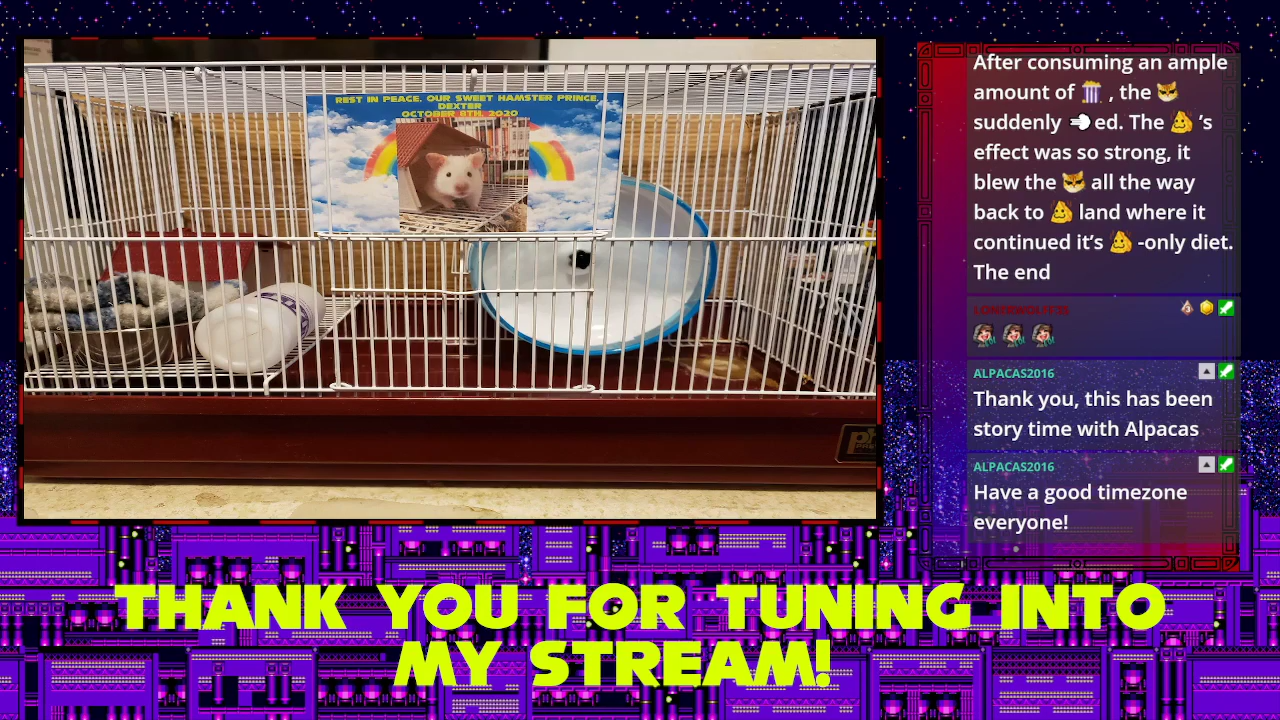 REST IN PEACE, OUR SWEET HAMSTER PRINCE,
DEXTER
OCTOBER 8TH, 2020
After consuming an ample
amount of 🍿 , the 🐱
suddenly 💨 ed. The 💩 's
effect was so strong, it
blew the 🐱 all the way
back to 💩 land where it
continued it's 💩 -only diet.
The end
ALPACAS2016
Thank you, this has been
story time with Alpacas
ALPACAS2016
Have a good timezone
everyone!
THANK YOU FOR TUNING INTO
MY STREAM!